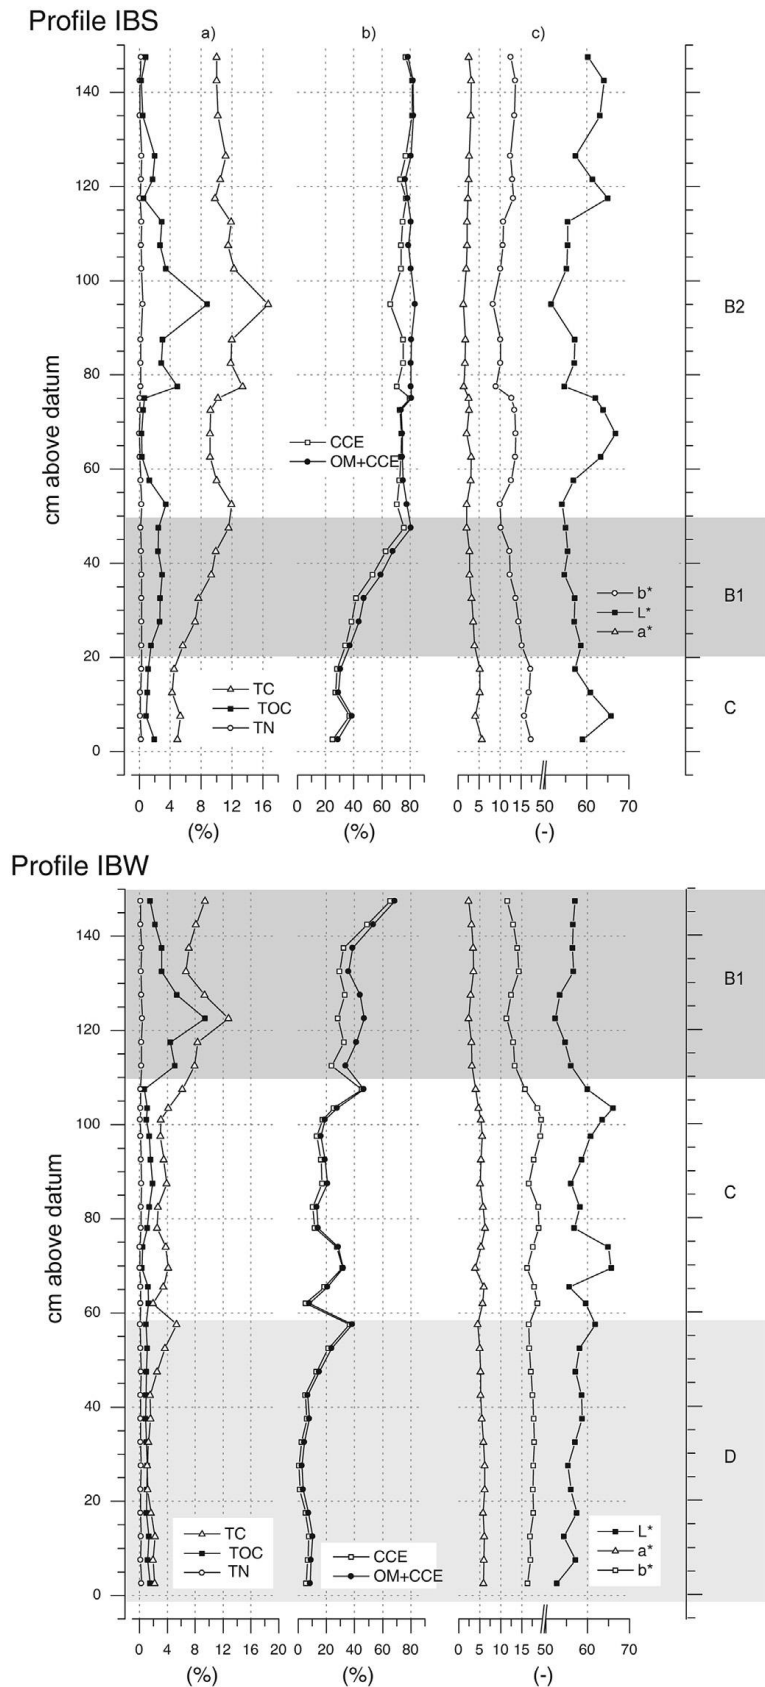 Profile IBS
a)
b)
c)
140
120
100
80
60
40
20
0
cm above datum
B2
CCE
OM+CCE
b*
L*
a*
B1
TC
TOC
TN
C
0 4 8 12 16
0 20 40 60 80
0 5 10 15 50 60 70
(%)
(%)
(-)
Profile IBW
140
120
100
80
60
40
20
0
cm above datum
B1
C
D
TC
TOC
TN
CCE
OM+CCE
L*
a*
b*
0 4 8 12 16 20
0 20 40 60 80
0 5 10 15 50 60 70
(%)
(%)
(-)